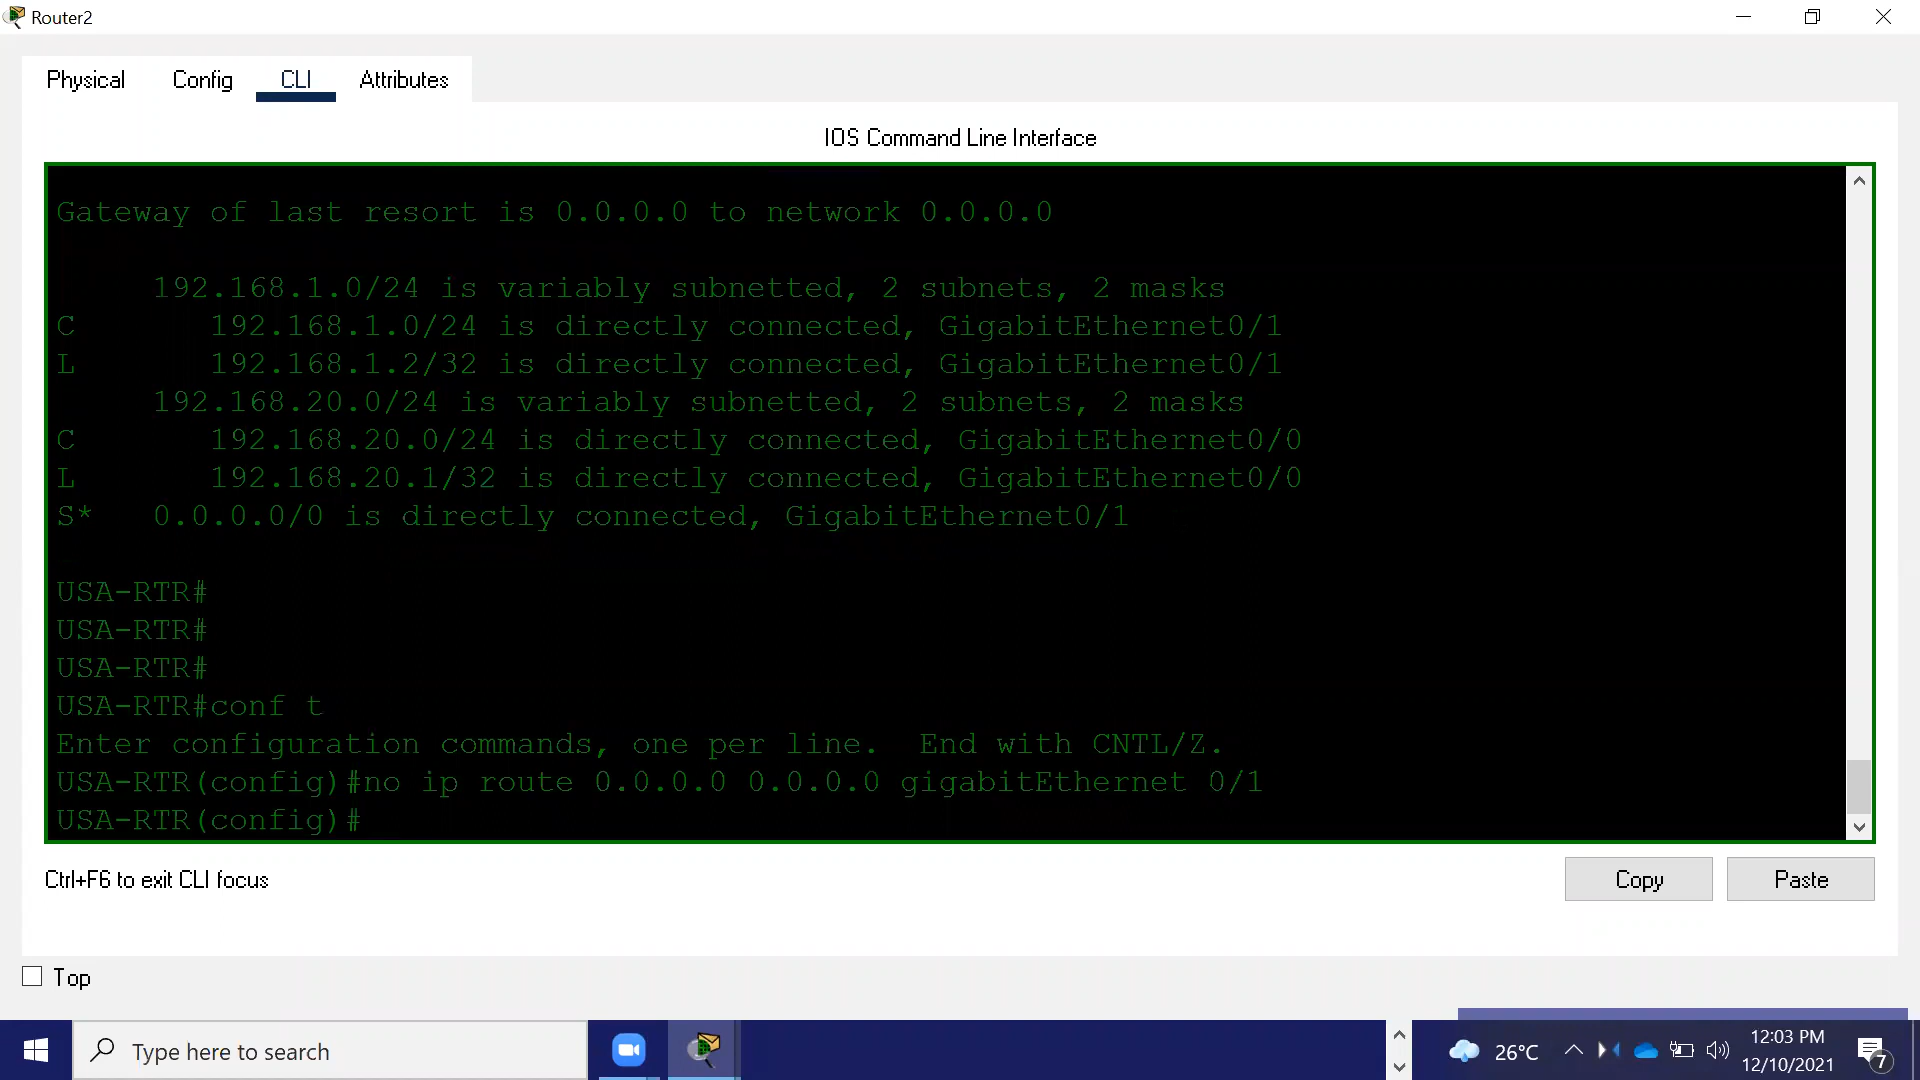 Router2
Physical Config CLI Attributes
IOS Command Line Interface
Gateway of last resort is 0.0.0.0 to network 0.0.0.0
192.168.1.0/24 is variably subnetted, 2 subnets, 2 masks
C 192.168.1.0/24 is directly connected, GigabitEthernet0/1
L 192.168.1.2/32 is directly connected, GigabitEthernet0/1
192.168.20.0/24 is variably subnetted, 2 subnets, 2 masks
C 192.168.20.0/24 is directly connected, GigabitEthernet0/0
L 192.168.20.1/32 is directly connected, GigabitEthernet0/0
S* 0.0.0.0/0 is directly connected, GigabitEthernet0/1
USA-RTR#
USA-RTR#
USA-RTR#
USA-RTR#conf t
Enter configuration commands, one per line. End with CNTL/Z.
USA-RTR(config)#no ip route 0.0.0.0 0.0.0.0 gigabitEthernet 0/1
USA-RTR(config)#
Ctrl+F6 to exit CLI focus
Copy Paste
Top
Type here to search
26°C
12:03 PM
12/10/2021
7